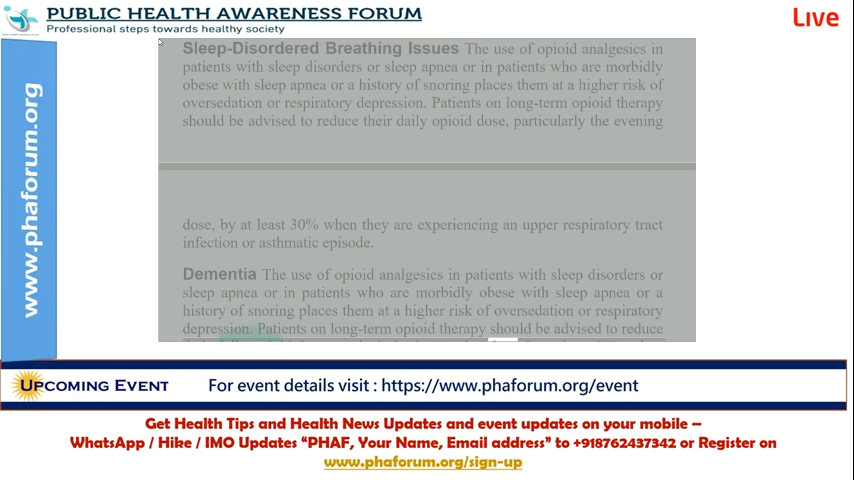 PUBLIC HEALTH AWARENESS FORUM
Professional steps towards healthy society
Live
www.phaforum.org
Sleep-Disordered Breathing Issues The use of opioid analgesics in
patients with sleep disorders or sleep apnea or in patients who are morbidly
obese with sleep apnea or a history of snoring places them at a higher risk of
oversedation or respiratory depression. Patients on long-term opioid therapy
should be advised to reduce their daily opioid dose, particularly the evening
dose, by at least 30% when they are experiencing an upper respiratory tract
infection or asthmatic episode.
Dementia The use of opioid analgesics in patients with sleep disorders or
sleep apnea or in patients who are morbidly obese with sleep apnea or a
history of snoring places them at a higher risk of oversedation or respiratory
depression. Patients on long-term opioid therapy should be advised to reduce
UPCOMING EVENT
For event details visit : https://www.phaforum.org/event
Get Health Tips and Health News Updates and event updates on your mobile –
WhatsApp / Hike / IMO Updates “PHAF, Your Name, Email address” to +918762437342 or Register on
www.phaforum.org/sign-up